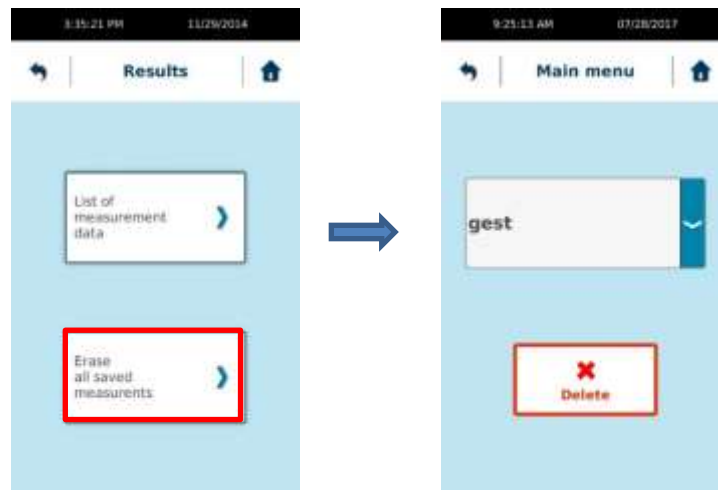 3:35:21 PM 11/29/2014
Results
List of
measurement
data
Erase
all saved
measurents
9:25:13 AM 07/28/2017
Main menu
gest
Delete